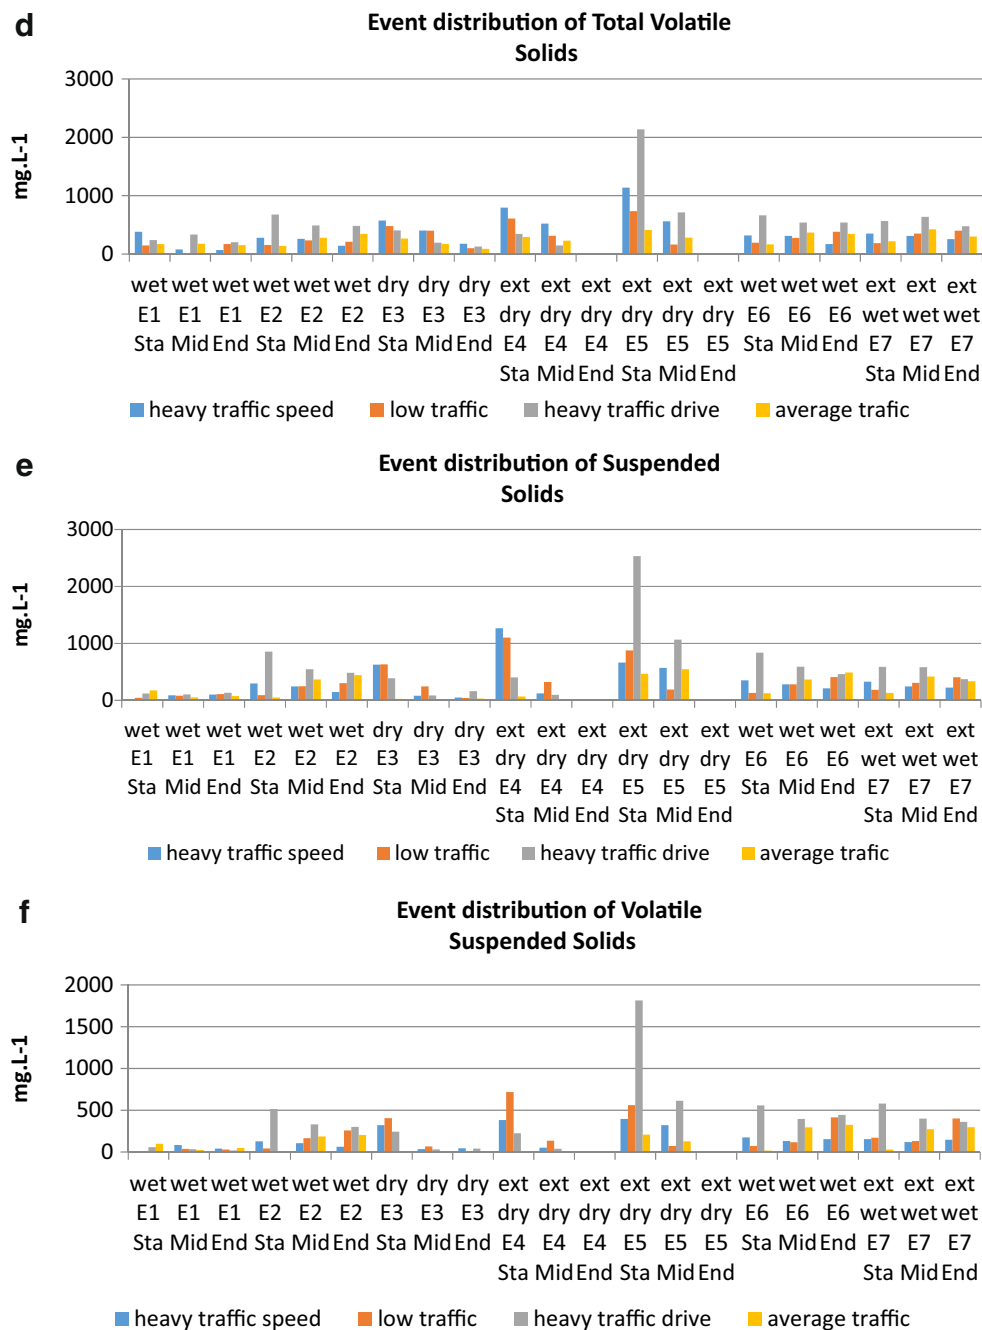 d
Event distribution of Total Volatile
Solids
mg.L-1
3000
2000
1000
0
wet wet wet wet wet wet dry dry dry ext ext ext ext ext ext wet wet wet ext ext ext
E1 E1 E1 E2 E2 E2 E3 E3 E3 dry dry dry dry dry dry E6 E6 E6 wet wet wet
Sta Mid End Sta Mid End Sta Mid End E4 E4 E4 E5 E5 E5 Sta Mid End E7 E7 E7
Sta Mid End Sta Mid End Sta Mid End
heavy traffic speed low traffic heavy traffic drive average trafic
e
Event distribution of Suspended
Solids
mg.L-1
3000
2000
1000
0
wet wet wet wet wet wet dry dry dry ext ext ext ext ext ext wet wet wet ext ext ext
E1 E1 E1 E2 E2 E2 E3 E3 E3 dry dry dry dry dry dry E6 E6 E6 wet wet wet
Sta Mid End Sta Mid End Sta Mid End E4 E4 E4 E5 E5 E5 Sta Mid End E7 E7 E7
Sta Mid End Sta Mid End Sta Mid End
heavy traffic speed low traffic heavy traffic drive average trafic
f
Event distribution of Volatile
Suspended Solids
mg.L-1
2000
1500
1000
500
0
wet wet wet wet wet wet dry dry dry ext ext ext ext ext ext wet wet wet ext ext ext
E1 E1 E1 E2 E2 E2 E3 E3 E3 dry dry dry dry dry dry E6 E6 E6 wet wet wet
Sta Mid End Sta Mid End Sta Mid End E4 E4 E4 E5 E5 E5 Sta Mid End E7 E7 E7
Sta Mid End Sta Mid End Sta Mid End
heavy traffic speed low traffic heavy traffic drive average traffic